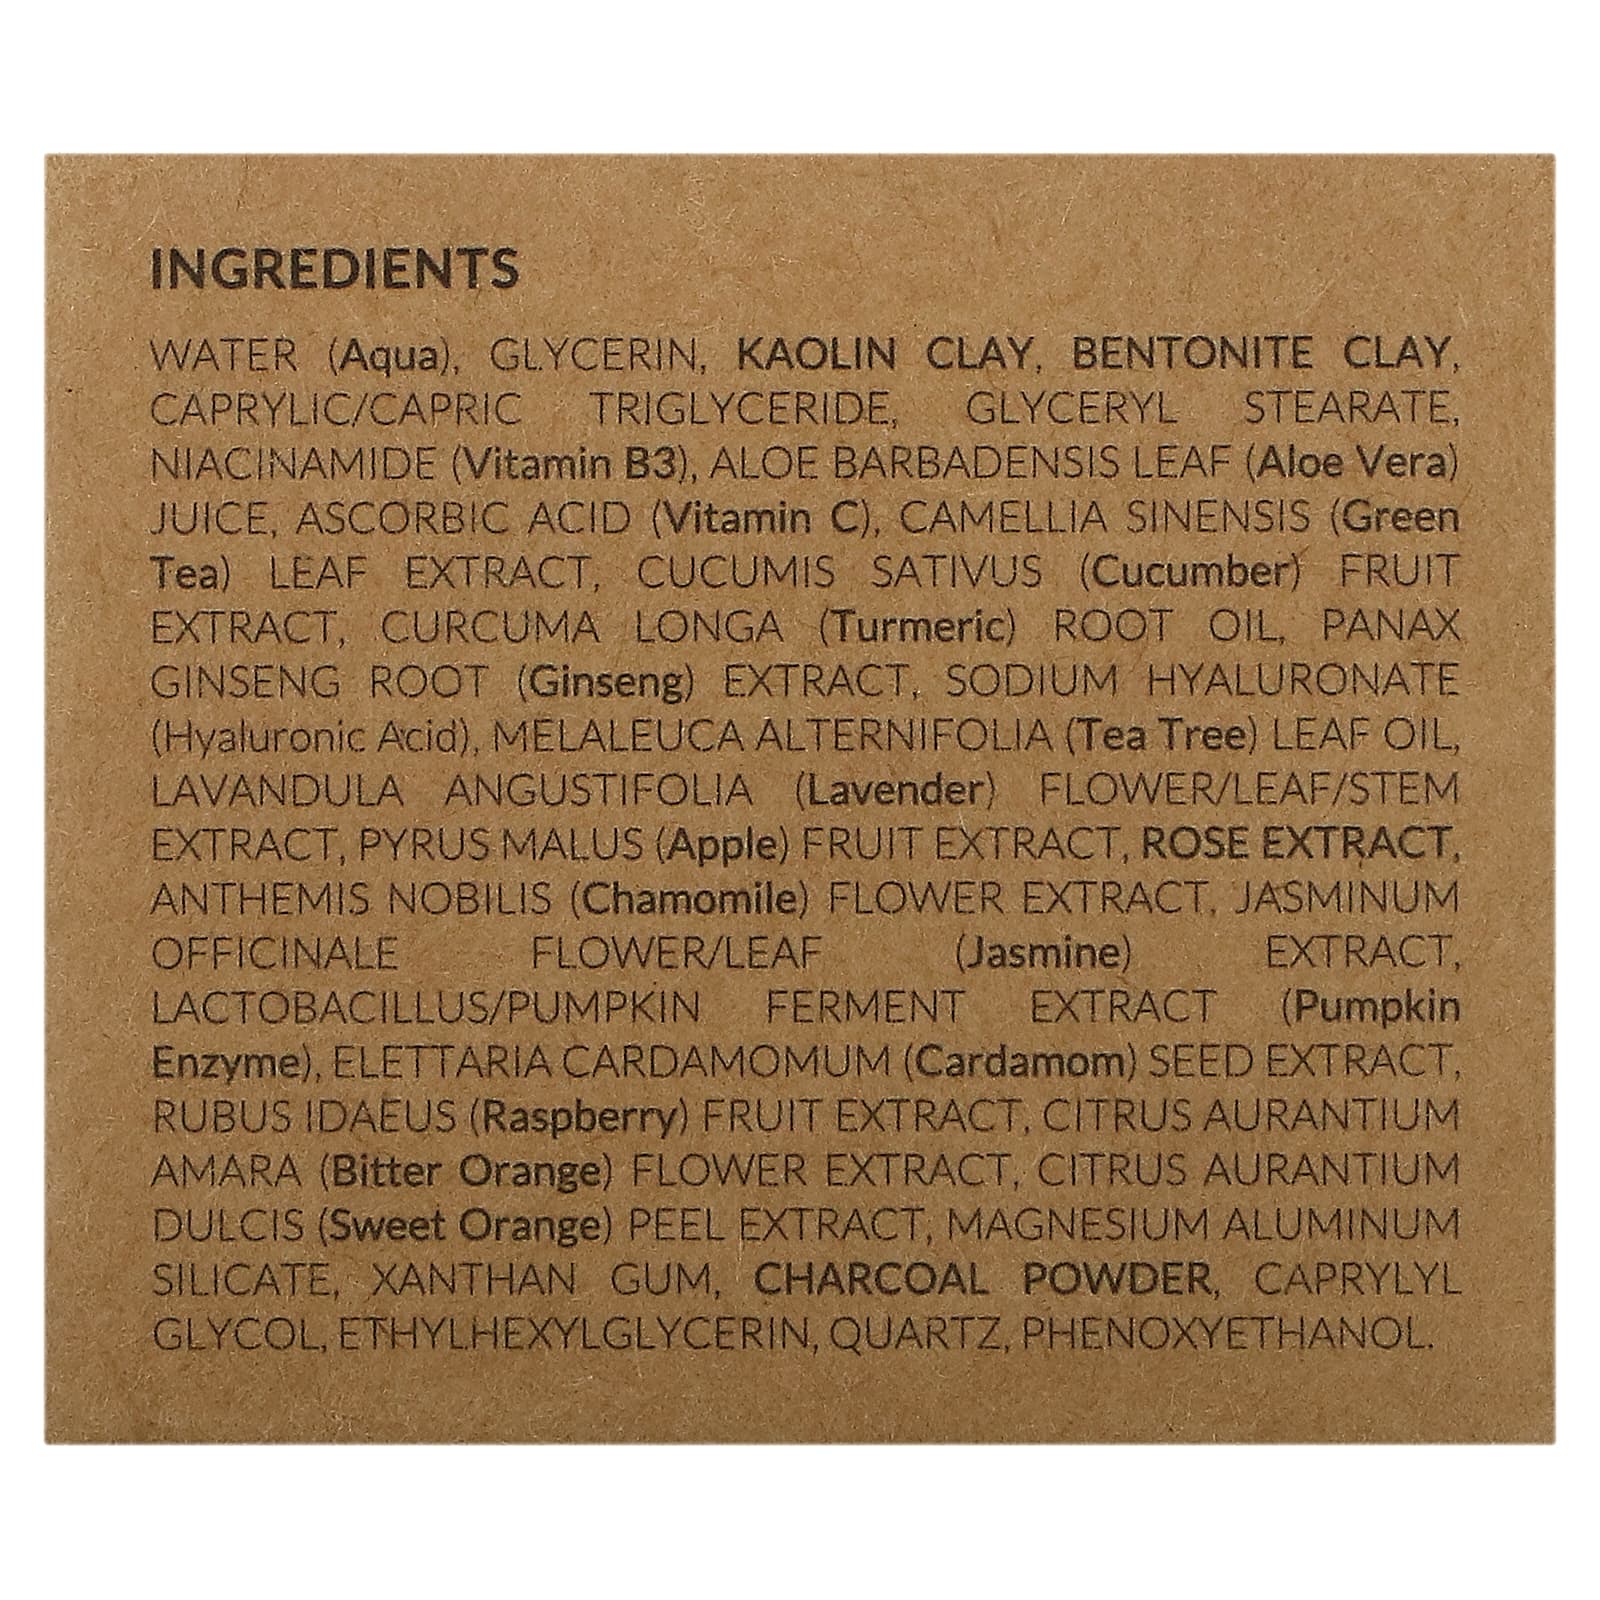 INGREDIENTS
WATER (Aqua), GLYCERIN, KAOLIN CLAY, BENTONITE CLAY,
CAPRYLIC/CAPRIC TRIGLYCERIDE, GLYCERYL STEARATE,
NIACINAMIDE (Vitamin B3), ALOE BARBADENSIS LEAF (Aloe Vera)
JUICE, ASCORBIC ACID (Vitamin C), CAMELLIA SINENSIS (Green
Tea) LEAF EXTRACT, CUCUMIS SATIVUS (Cucumber) FRUIT
EXTRACT, CURCUMA LONGA (Turmeric) ROOT OIL, PANAX
GINSENG ROOT (Ginseng) EXTRACT, SODIUM HYALURONATE
(Hyaluronic Acid), MELALEUCA ALTERNIFOLIA (Tea Tree) LEAF OIL,
LAVANDULA ANGUSTIFOLIA (Lavender) FLOWER/LEAF/STEM
EXTRACT, PYRUS MALUS (Apple) FRUIT EXTRACT, ROSE EXTRACT,
ANTHEMIS NOBILIS (Chamomile) FLOWER EXTRACT, JASMINUM
OFFICINALE FLOWER/LEAF (Jasmine) EXTRACT,
LACTOBACILLUS/PUMPKIN FERMENT EXTRACT (Pumpkin
Enzyme), ELETTARIA CARDAMOMUM (Cardamom) SEED EXTRACT,
RUBUS IDAEUS (Raspberry) FRUIT EXTRACT, CITRUS AURANTIUM
AMARA (Bitter Orange) FLOWER EXTRACT, CITRUS AURANTIUM
DULCIS (Sweet Orange) PEEL EXTRACT, MAGNESIUM ALUMINUM
SILICATE, XANTHAN GUM, CHARCOAL POWDER, CAPRYLYL
GLYCOL, ETHYLHEXYLGLYCERIN, QUARTZ, PHENOXYETHANOL.